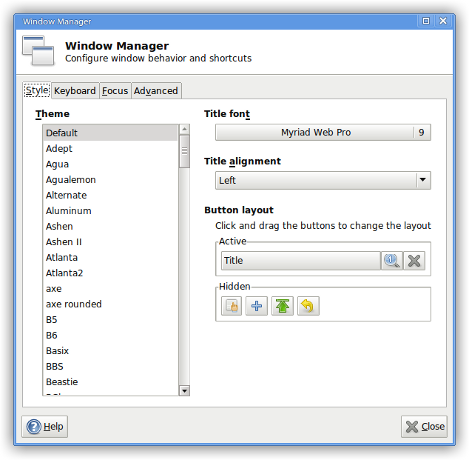 Window Manager
Window Manager
Configure window behavior and shortcuts
Style Keyboard Focus Advanced
Theme
Default
Adept
Agua
Agualemon
Alternate
Aluminum
Ashen
Ashen II
Atlanta
Atlanta2
axe
axe rounded
B5
B6
Basix
BBS
Beastie
Title font
Myriad Web Pro 9
Title alignment
Left
Button layout
Click and drag the buttons to change the layout
Active
Title
Hidden
Help
Close